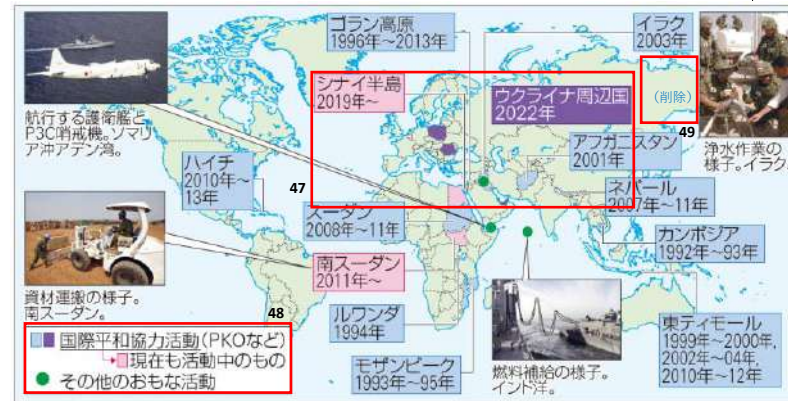 ゴラン高原
1996年～2013年
イラク
2003年
シナイ半島
2019年～
ウクライナ周辺国
2022年
（削除）
49
航行する護衛艦と
P3C哨戒機。ソマリ
ア沖アデン湾。
浄水作業の
様子。イラク。
アフガニスタン
2001年
ハイチ
2010年～
13年
47
ネパール
2007年～11年
スーダン
2008年～11年
カンボジア
1992年～93年
南スーダン
2011年～
資材運搬の様子。
南スーダン。
48
国際平和協力活動(PKOなど)
現在も活動中のもの
その他のおもな活動
ルワンダ
1994年
モザンビーク
1993年～95年
燃料補給の様子。
インド洋。
東ティモール
1999年～2000年,
2002年～04年,
2010年～12年